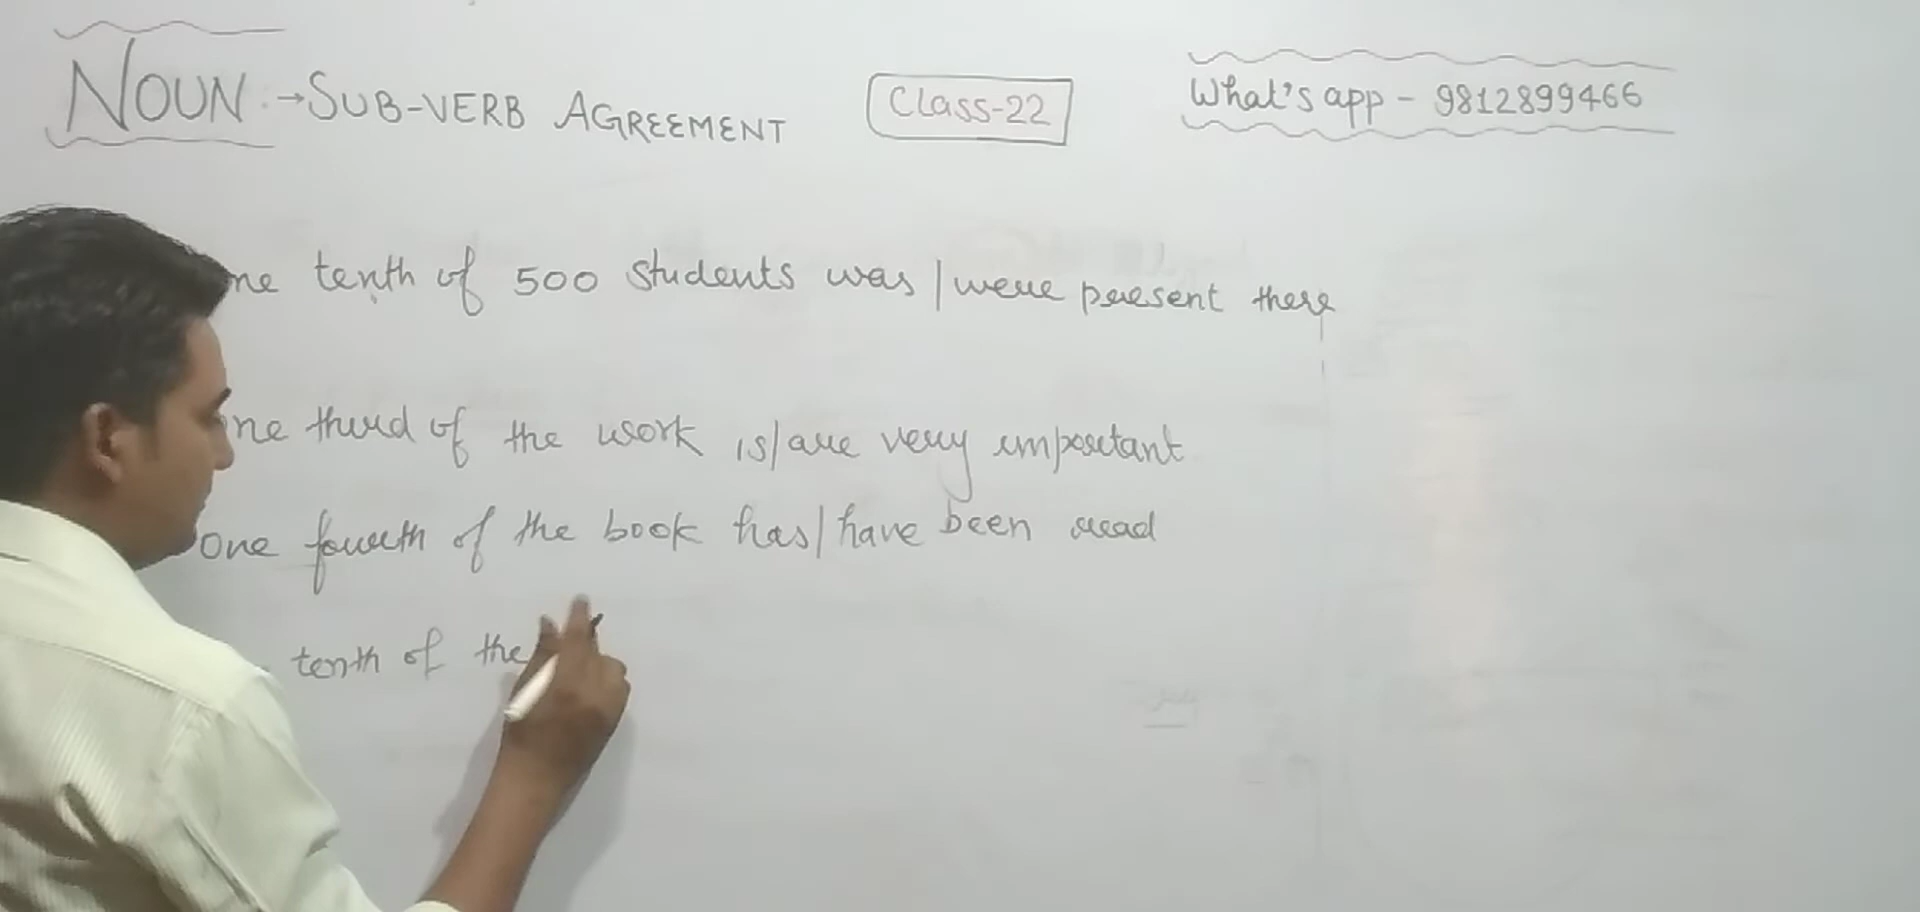 NOUN :→ SUB-VERB AGREEMENT
Class-22
What's app - 9812899466
ne tenth of 500 students was/were present there
one third of the work is/are very important
one fourth of the book has/have been read
tenth of the